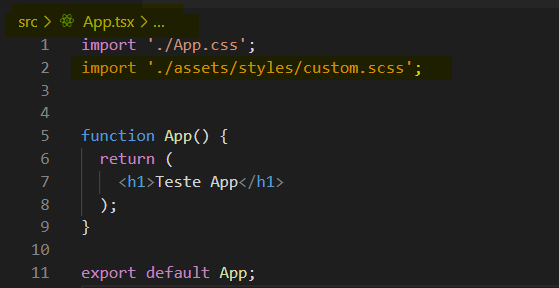 src > App.tsx > ...
1 import './App.css';
2 import './assets/styles/custom.scss';
3
4
5 function App() {
6 return (
7 <h1>Teste App</h1>
8 );
9 }
10
11 export default App;